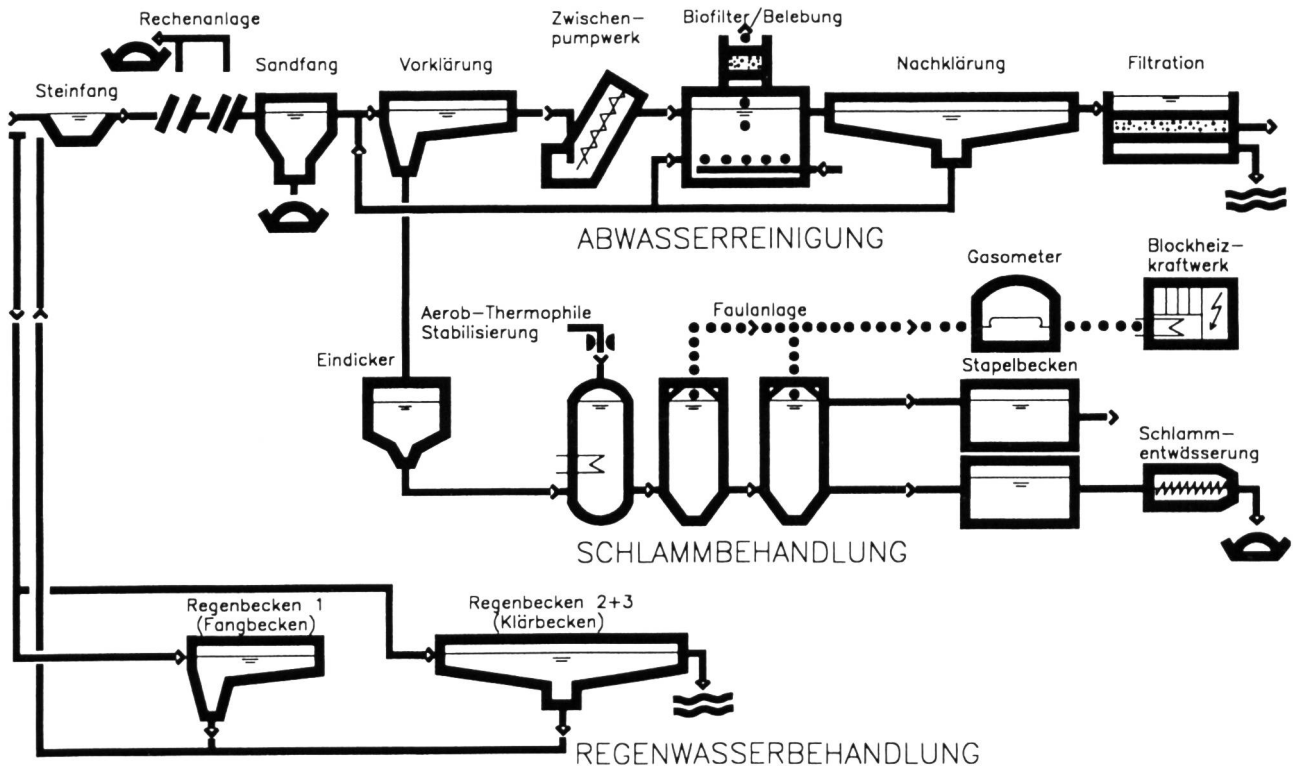 Rechenanlage
Steinfang
Sandfang
Vorklärung
Zwischen-
pumpwerk
Biofilter/Belebung
Nachklärung
Filtration
ABWASSERREINIGUNG
Gasometer
Blockheiz-
kraftwerk
Aerob-Thermophile
Stabilisierung
Faulanlage
Eindicker
Stapelbecken
Schlamm-
entwässerung
SCHLAMMBEHANDLUNG
Regenbecken 1
(Fangbecken)
Regenbecken 2+3
(Klärbecken)
REGENWASSERBEHANDLUNG